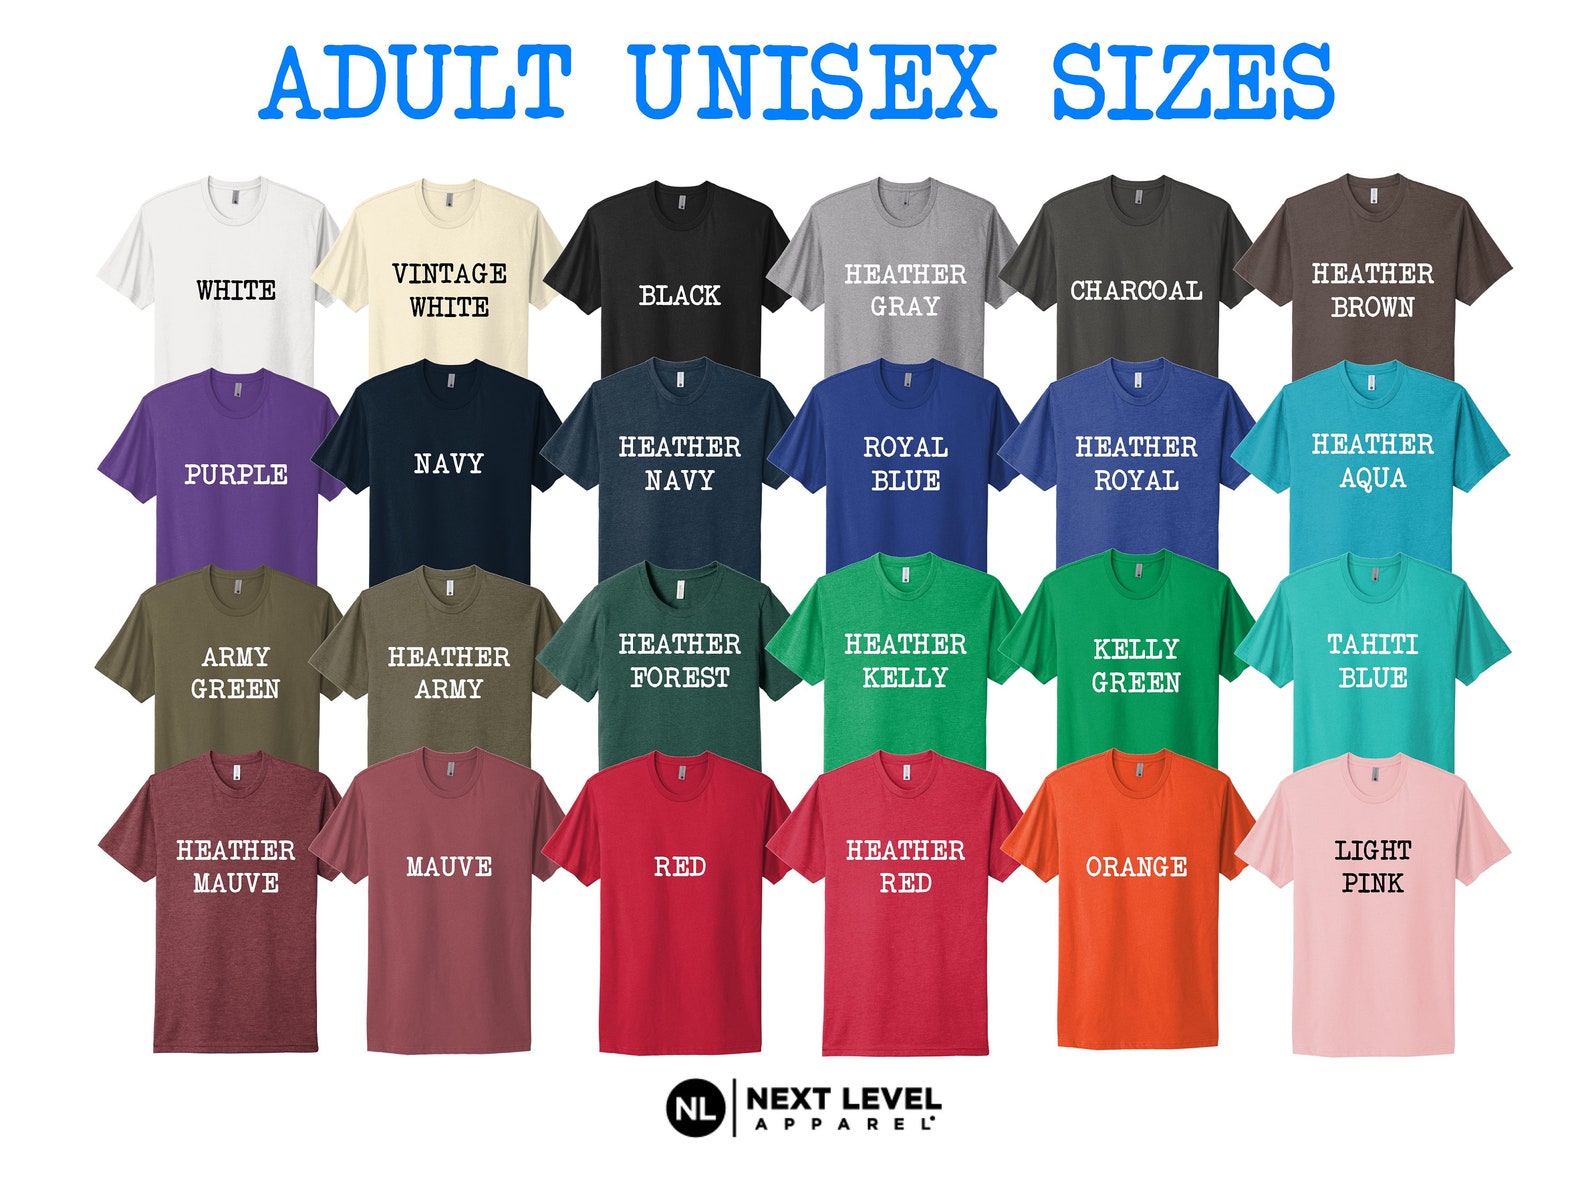 ADULT UNISEX SIZES
WHITE
VINTAGE
WHITE
BLACK
HEATHER
GRAY
CHARCOAL
HEATHER
BROWN
PURPLE
NAVY
HEATHER
NAVY
ROYAL
BLUE
HEATHER
ROYAL
HEATHER
AQUA
ARMY
GREEN
HEATHER
ARMY
HEATHER
FOREST
HEATHER
KELLY
KELLY
GREEN
TAHITI
BLUE
HEATHER
MAUVE
MAUVE
RED
HEATHER
RED
ORANGE
LIGHT
PINK
NL
NEXT LEVEL
APPAREL